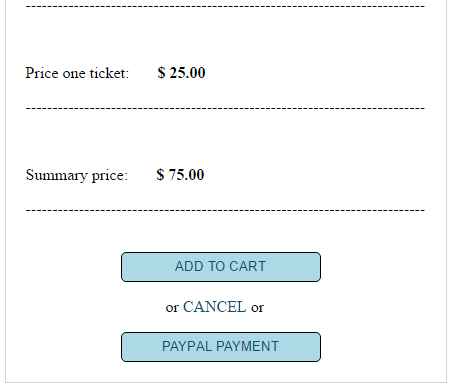 Price one ticket: $ 25.00
Summary price: $ 75.00
ADD TO CART
or CANCEL or
PAYPAL PAYMENT